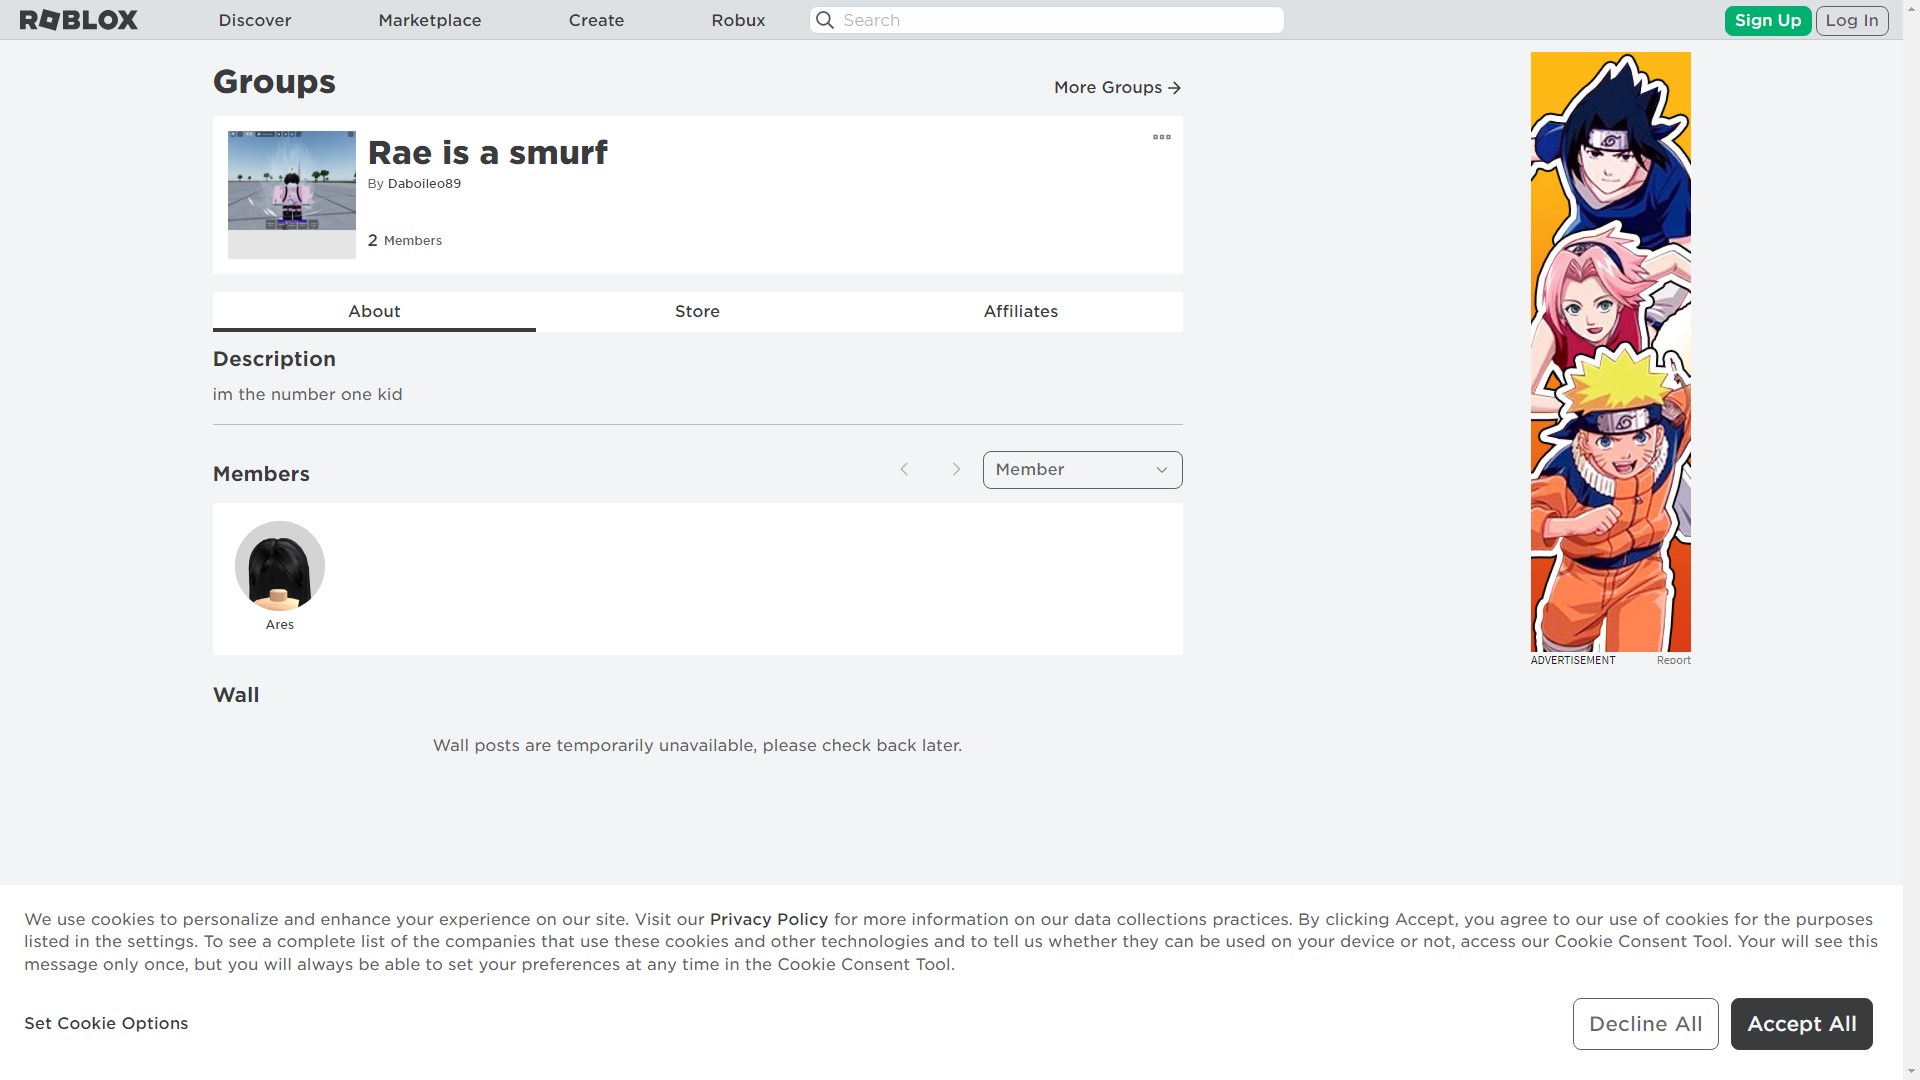 ROBLOX
Discover
Marketplace
Create
Robux
Search
Sign Up
Log In
Groups
More Groups
Rae is a smurf
By Daboileo89
2 Members
About
Store
Affiliates
Description
im the number one kid
Members
Member
Ares
Wall
Wall posts are temporarily unavailable, please check back later.
ADVERTISEMENT
Report
We use cookies to personalize and enhance your experience on our site. Visit our Privacy Policy for more information on our data collections practices. By clicking Accept, you agree to our use of cookies for the purposes
listed in the settings. To see a complete list of the companies that use these cookies and other technologies and to tell us whether they can be used on your device or not, access our Cookie Consent Tool. Your will see this
message only once, but you will always be able to set your preferences at any time in the Cookie Consent Tool.
Set Cookie Options
Decline All
Accept All